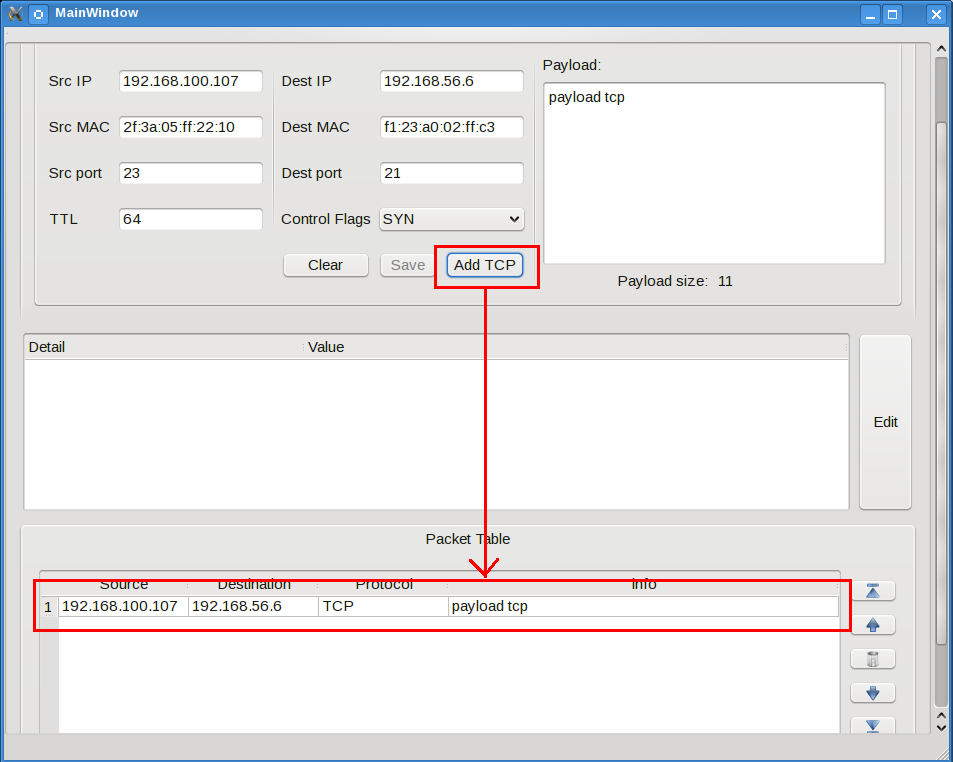 MainWindow
Src IP 192.168.100.107 Dest IP 192.168.56.6 Payload:
payload tcp
Src MAC 2f:3a:05:ff:22:10 Dest MAC f1:23:a0:02:ff:c3
Src port 23 Dest port 21
TTL 64 Control Flags SYN
Clear Save Add TCP
Payload size: 11
Detail Value
Edit
Packet Table
Source Destination Protocol Info
1 192.168.100.107 192.168.56.6 TCP payload tcp